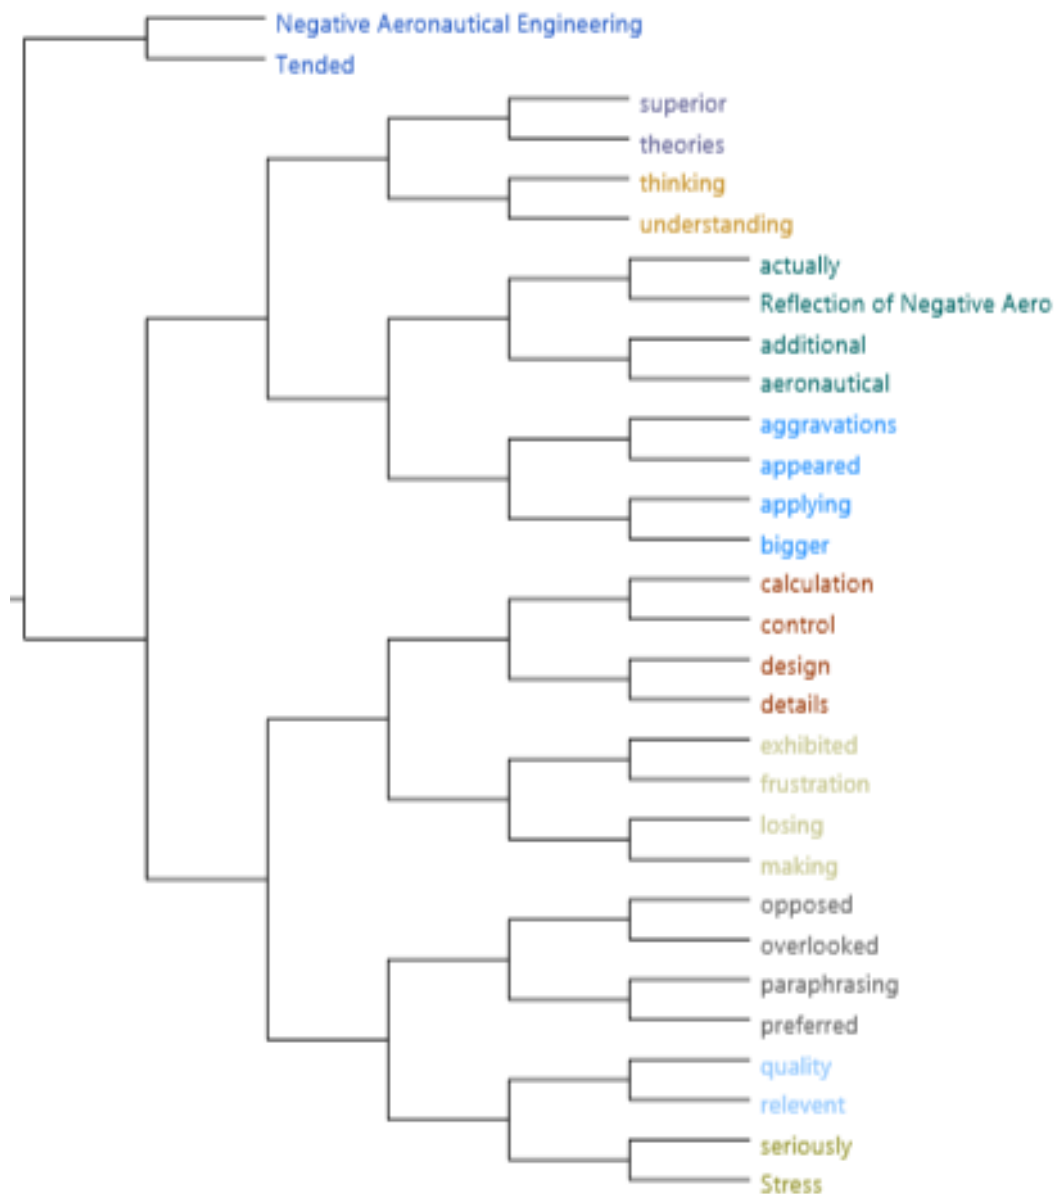 Negative Aeronautical Engineering
Tended
superior
theories
thinking
understanding
actually
Reflection of Negative Aero
additional
aeronautical
aggravations
appeared
applying
bigger
calculation
control
design
details
exhibited
frustration
losing
making
opposed
overlooked
paraphrasing
preferred
quality
relevent
seriously
Stress